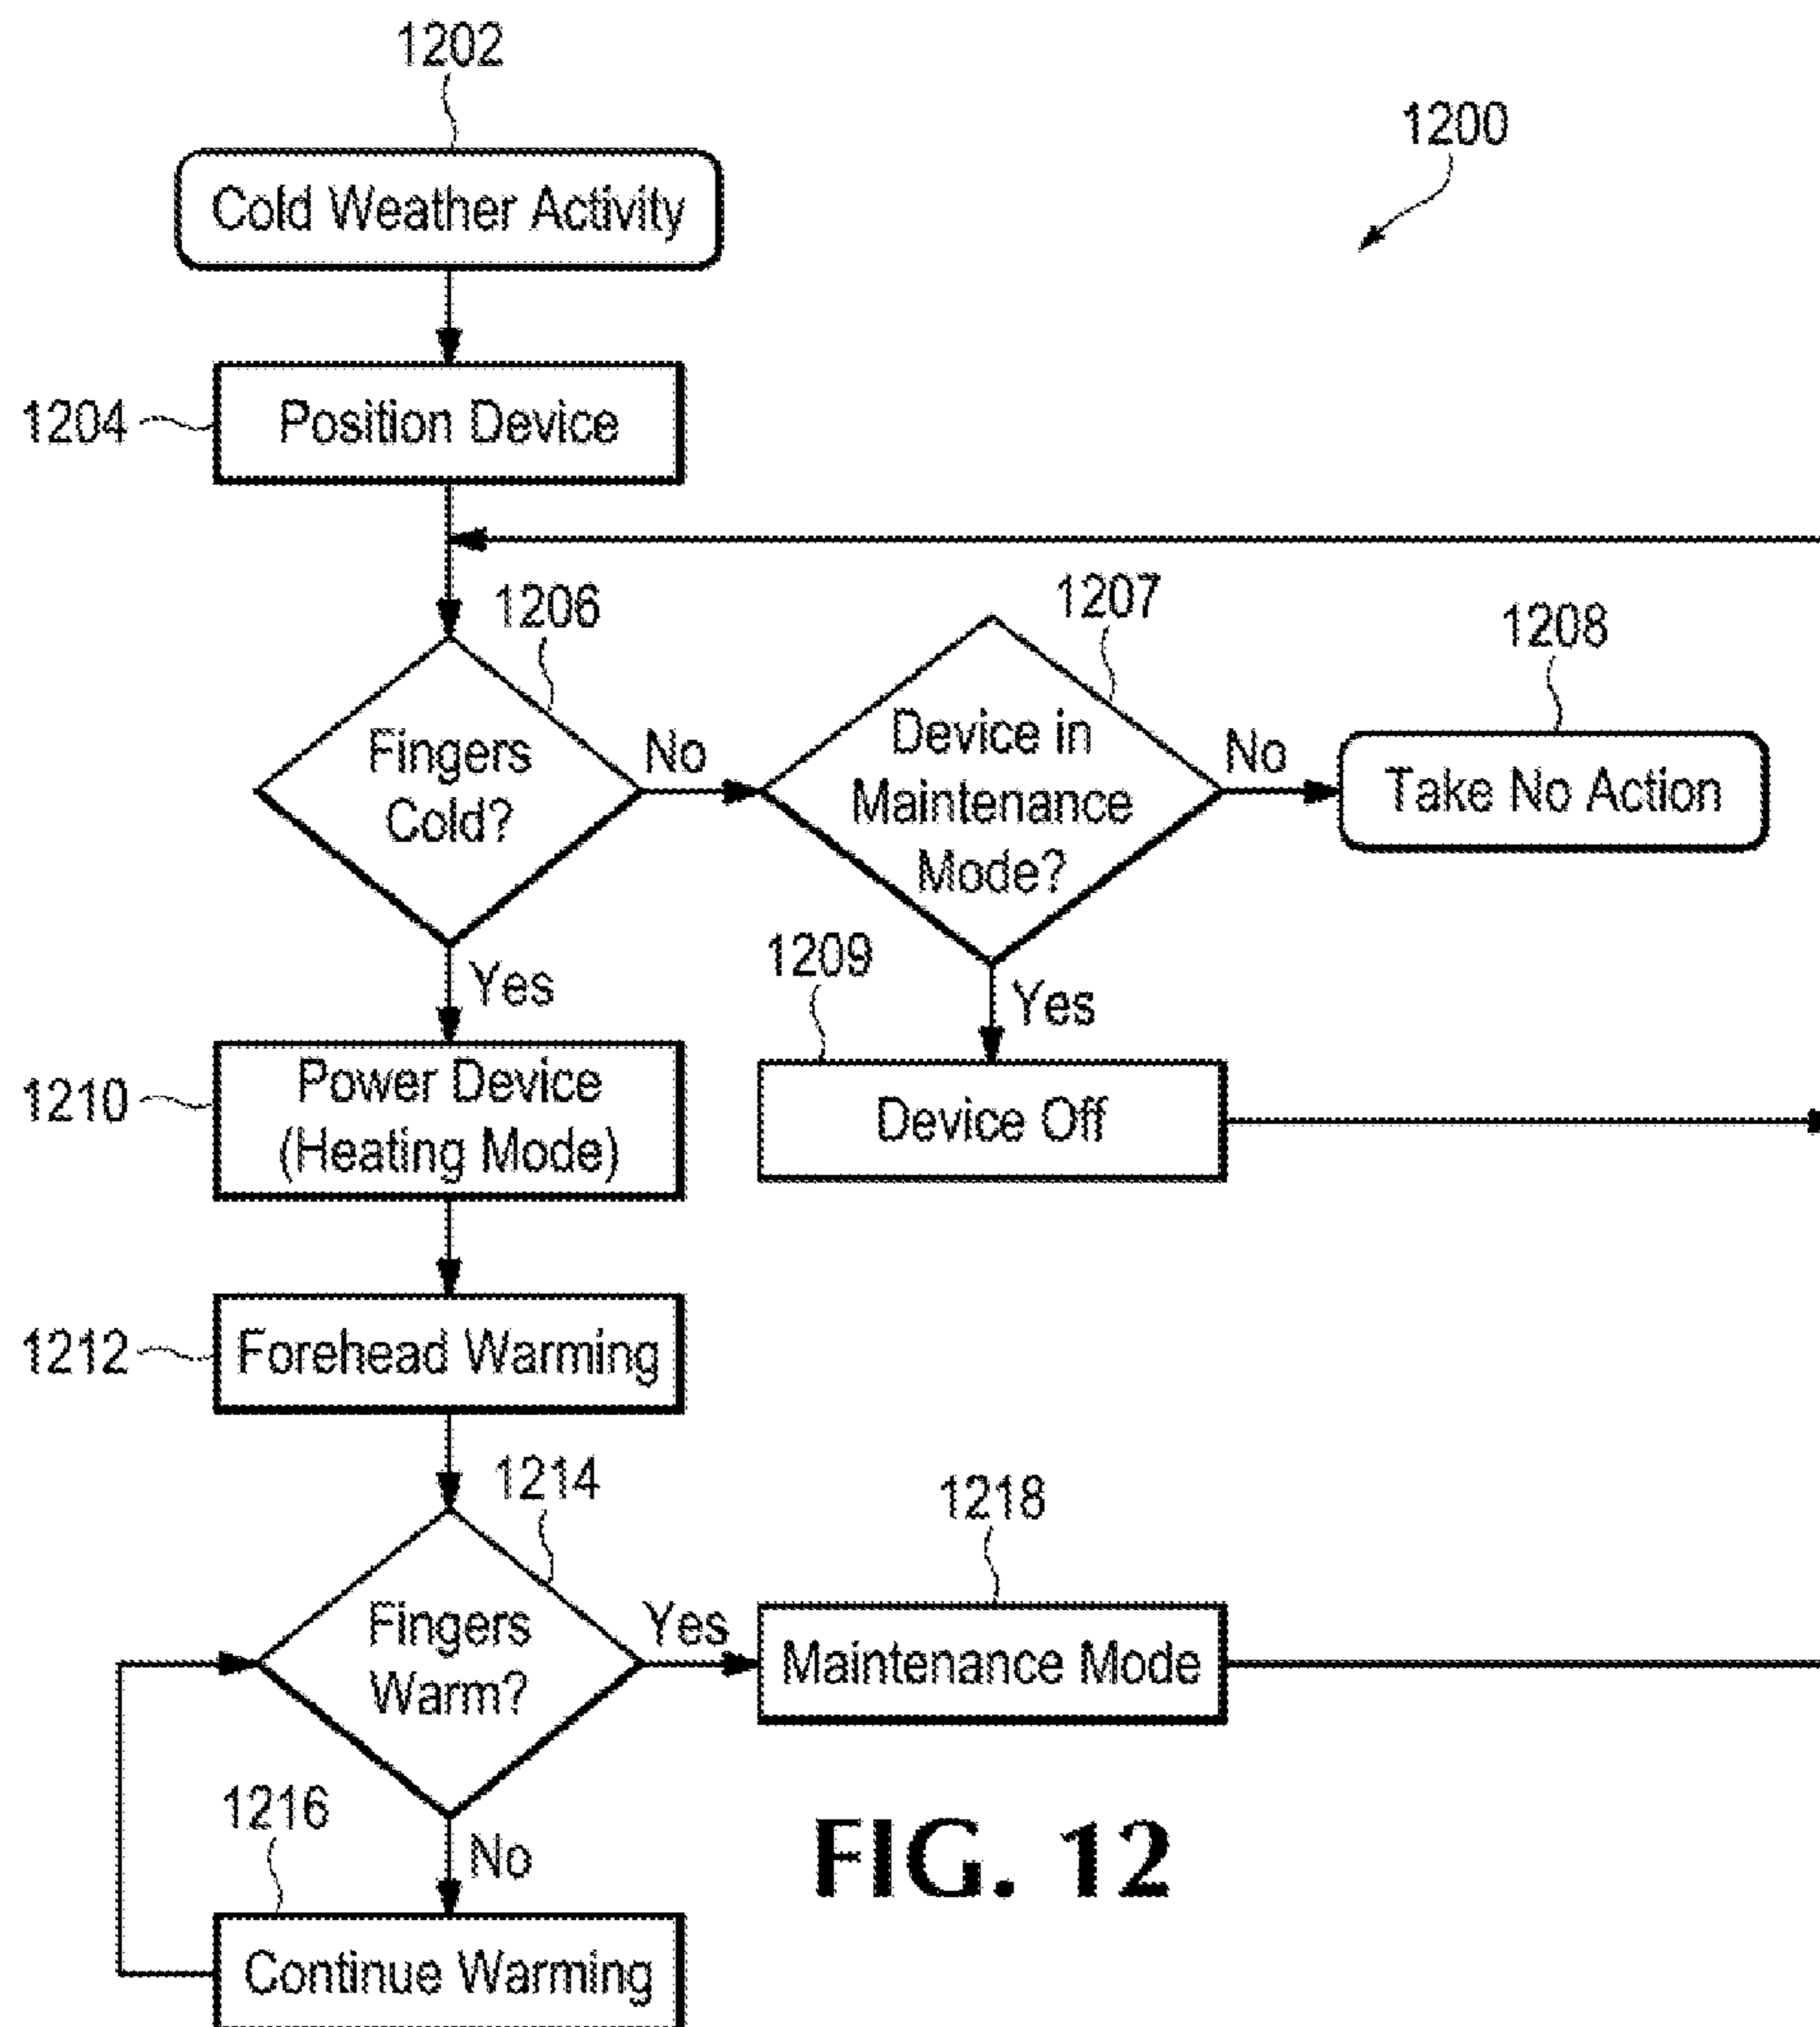 1202
1200
Cold Weather Activity
1204
Position Device
1206
1207
1208
Fingers
Cold?
No
Device in
Maintenance
Mode?
No
Take No Action
Yes
1209
Yes
1210
Power Device
(Heating Mode)
Device Off
1212
Forehead Warming
1214
1218
Fingers
Warm?
Yes
Maintenance Mode
1216
No
FIG. 12
Continue Warming